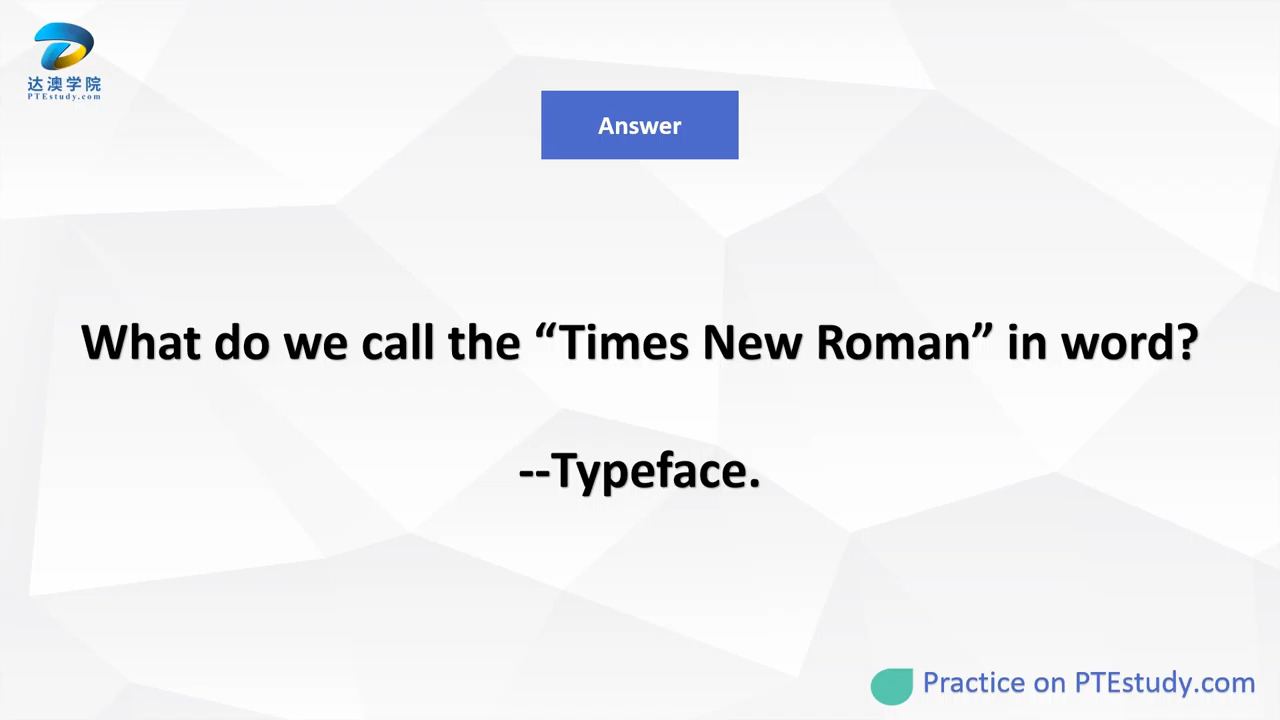 达澳学院
PTEstudy.com
Answer
What do we call the “Times New Roman” in word?
--Typeface.
Practice on PTEstudy.com